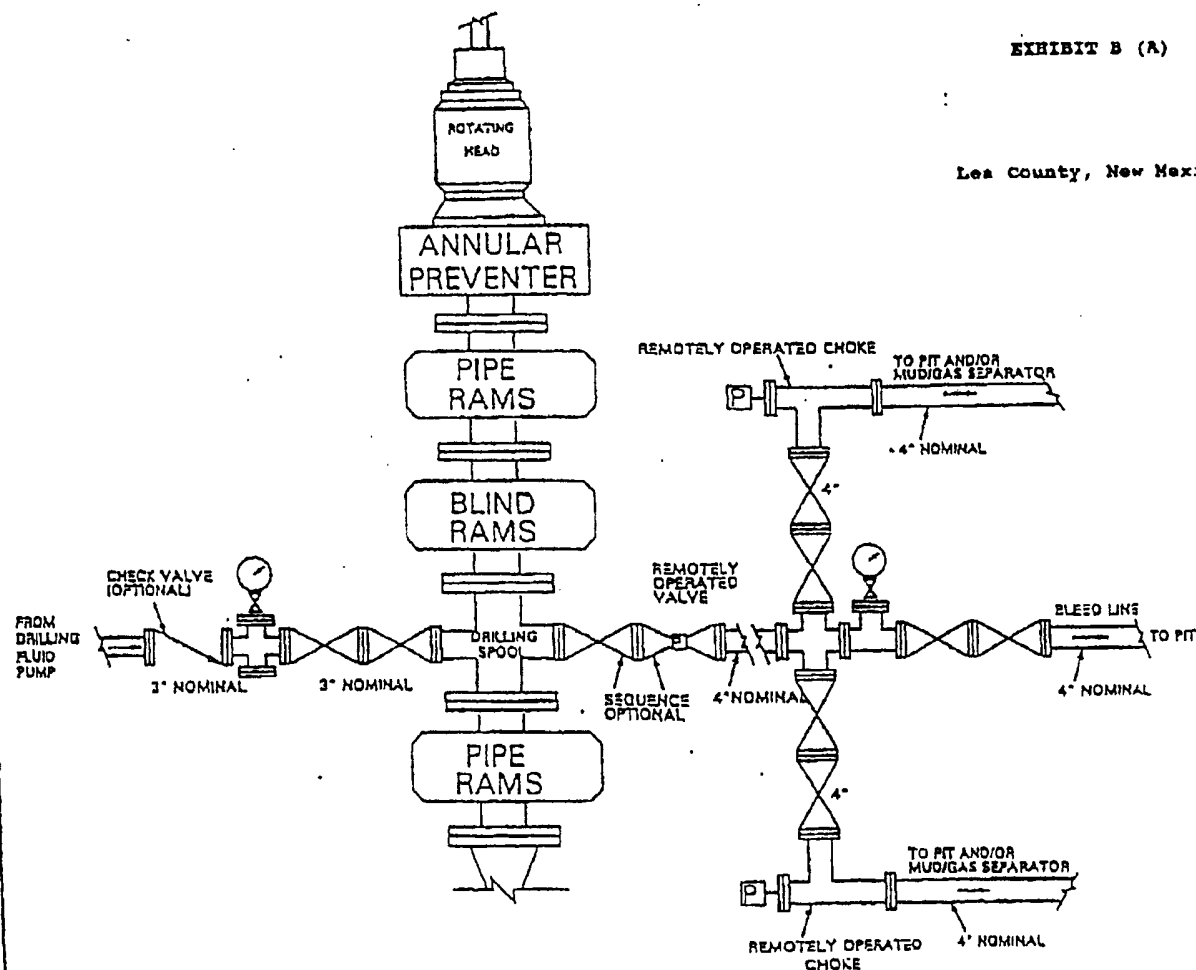 EXHIBIT B (A)
Lea County, New Mexi
ROTATING
HEAD
ANNULAR
PREVENTER
PIPE
RAMS
BLIND
RAMS
DRILLING
SPOOL
PIPE
RAMS
REMOTELY OPERATED CHOKE
TO PIT AND/OR
MUD/GAS SEPARATOR
P
4" NOMINAL
4"
CHECK VALVE
(OPTIONAL)
FROM
DRILLING
FLUID
PUMP
3" NOMINAL
3" NOMINAL
REMOTELY
OPERATED
VALVE
SEQUENCE
OPTIONAL
4" NOMINAL
BLEED LINE
TO PIT
4" NOMINAL
4"
TO PIT AND/OR
MUD/GAS SEPARATOR
P
REMOTELY OPERATED
CHOKE
4" NOMINAL